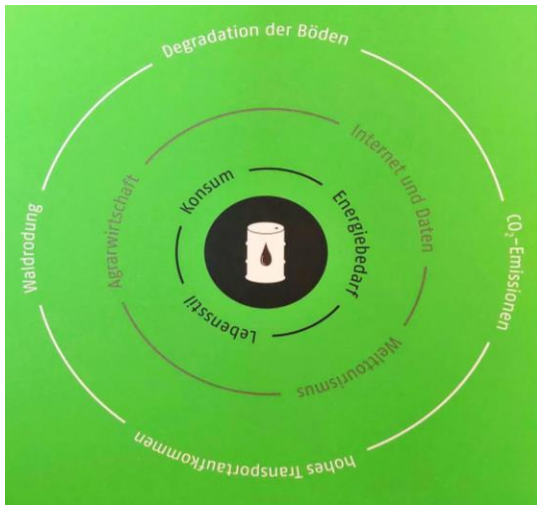 Degradation der Böden
CO₂-Emissionen
hohes Transportaufkommen
Waldrodung
Internet und Daten
Welttourismus
Agrarwirtschaft
Konsum
Energiebedarf
Lebensstil